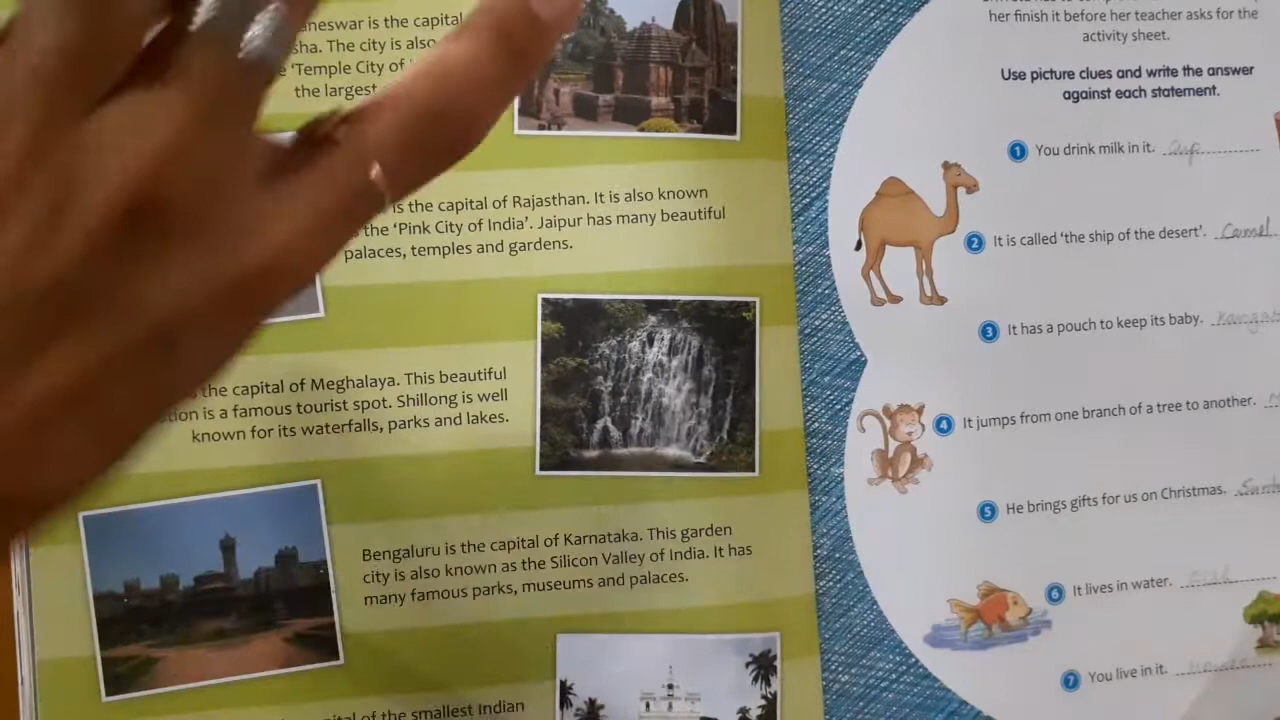 neswar is the capital
sha. The city is also
'Temple City of
the largest
is the capital of Rajasthan. It is also known
the 'Pink City of India'. Jaipur has many beautiful
palaces, temples and gardens.
the capital of Meghalaya. This beautiful
tion is a famous tourist spot. Shillong is well
known for its waterfalls, parks and lakes.
Bengaluru is the capital of Karnataka. This garden
city is also known as the Silicon Valley of India. It has
many famous parks, museums and palaces.
ital of the smallest Indian
her finish it before her teacher asks for the
activity sheet.
Use picture clues and write the answer
against each statement.
1 You drink milk in it. Cup
2 It is called 'the ship of the desert'. Camel
3 It has a pouch to keep its baby.
4 It jumps from one branch of a tree to another.
5 He brings gifts for us on Christmas. Sant
6 It lives in water.
7 You live in it.